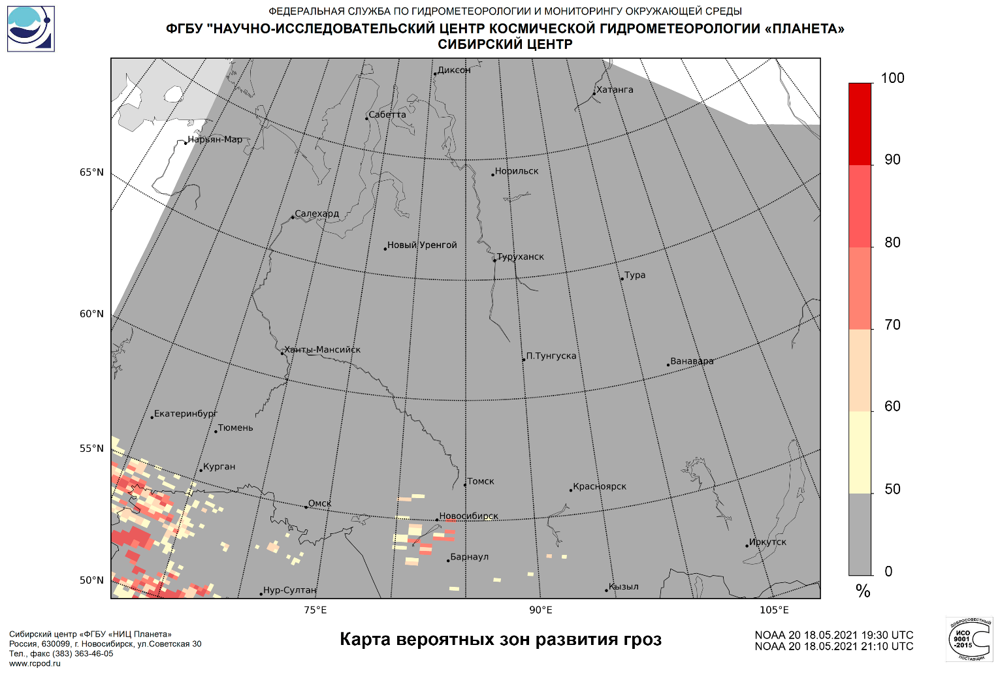 ФЕДЕРАЛЬНАЯ СЛУЖБА ПО ГИДРОМЕТЕОРОЛОГИИ И МОНИТОРИНГУ ОКРУЖАЮЩЕЙ СРЕДЫ
ФГБУ "НАУЧНО-ИССЛЕДОВАТЕЛЬСКИЙ ЦЕНТР КОСМИЧЕСКОЙ ГИДРОМЕТЕОРОЛОГИИ «ПЛАНЕТА»
СИБИРСКИЙ ЦЕНТР
Диксон
Хатанга
Сабетта
Нарьян-Мар
65°N
Норильск
Салехард
Новый Уренгой
Туруханск
Тура
60°N
Ханты-Мансийск
П.Тунгуска
Ванавара
Екатеринбург
Тюмень
55°N
Курган
Томск
Красноярск
Омск
Новосибирск
Иркутск
Барнаул
50°N
Нур-Султан
Кызыл
75°E
90°E
105°E
100
90
80
70
60
50
0
%
Сибирский центр «ФГБУ «НИЦ Планета»
Россия, 630099, г. Новосибирск, ул.Советская 30
Тел., факс (383) 363-46-05
www.rcpod.ru
Карта вероятных зон развития гроз
NOAA 20 18.05.2021 19:30 UTC
NOAA 20 18.05.2021 21:10 UTC
ДОБРОСОВЕСТНЫЙ
ИСО
9001
-2015
ПОСТАВЩИК